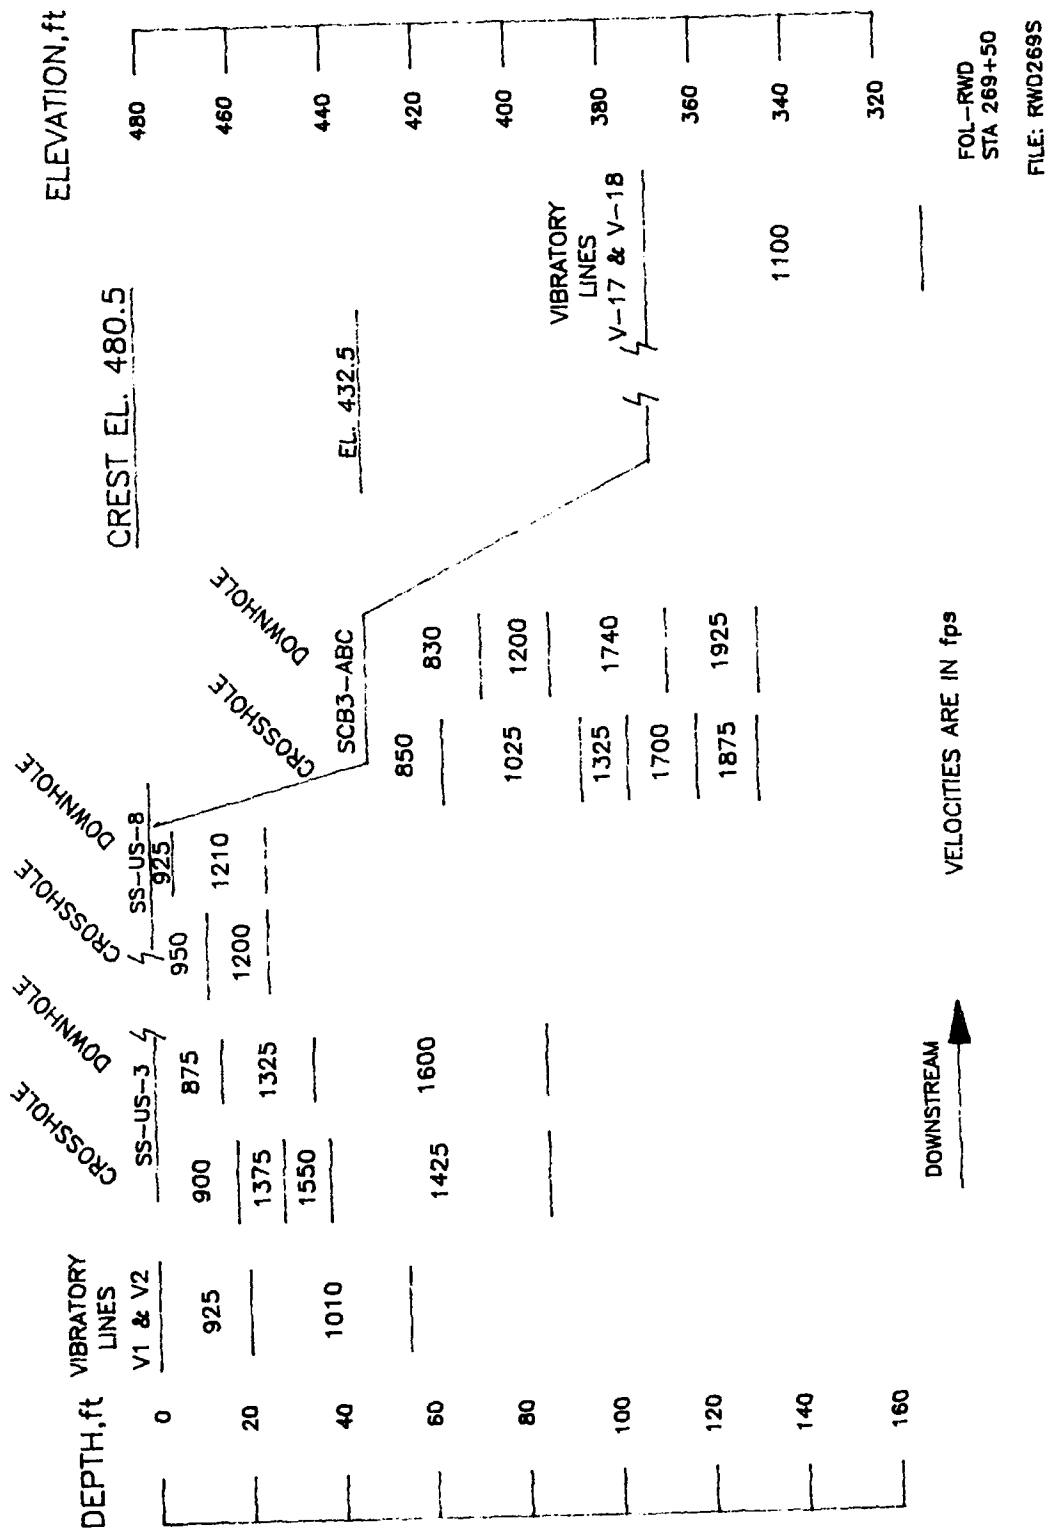 DEPTH,ft
0
20
40
60
80
100
120
140
160
VIBRATORY
LINES
V1 & V2
925
1010
CROSSHOLE
DOWNHOLE
SS-US-3
900
1375
1550
1425
875
1325
1600
CROSSHOLE
DOWNHOLE
SS-US-8
950
1200
925
1210
CROSSHOLE
DOWNHOLE
SCB3-ABC
850
1025
1325
1700
1875
830
1200
1740
1925
CREST EL. 480.5
EL. 432.5
VIBRATORY
LINES
V-17 & V-18
1100
ELEVATION,ft
480
460
440
420
400
380
360
340
320
DOWNSTREAM
VELOCITIES ARE IN fps
FOL-RWD
STA 269+50
FILE: RWD269S